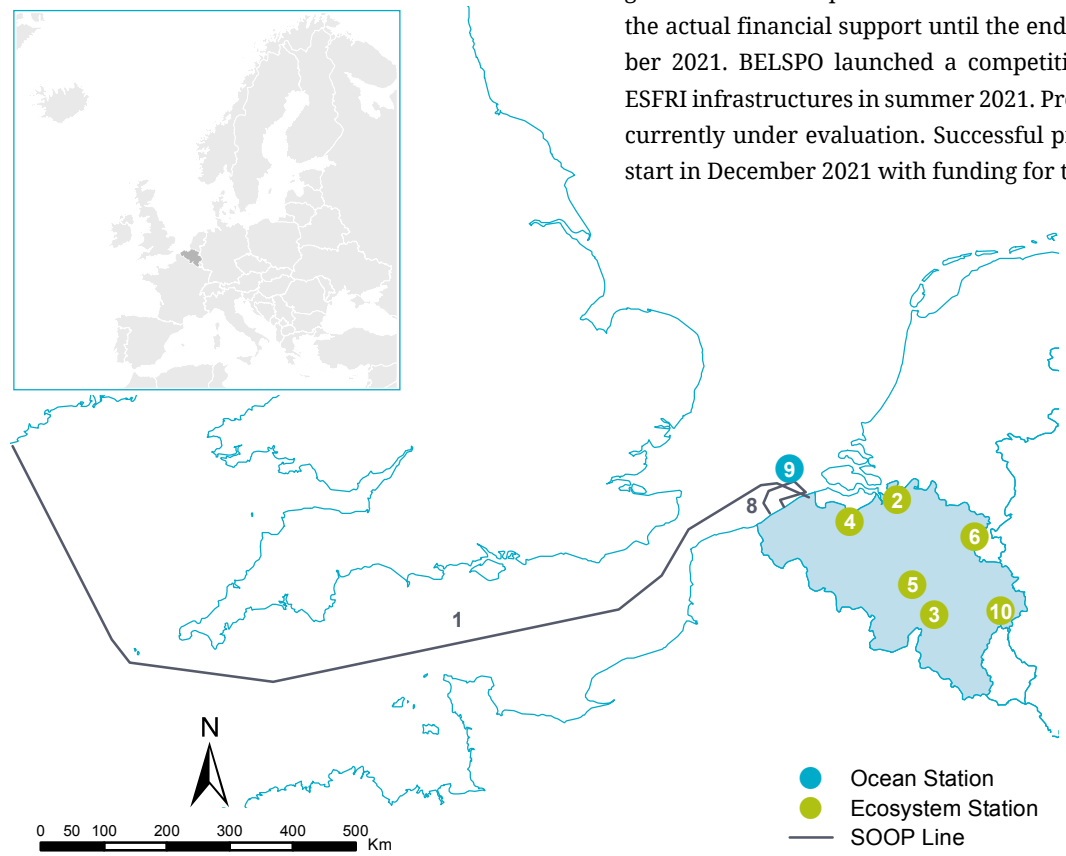 the actual financial support until the end
ber 2021. BELSPO launched a competiti
ESFRI infrastructures in summer 2021. Pr
currently under evaluation. Successful p
start in December 2021 with funding for t
9
8
2
4
6
5
3
10
1
N
Ocean Station
Ecosystem Station
SOOP Line
0 50 100 200 300 400 500 Km